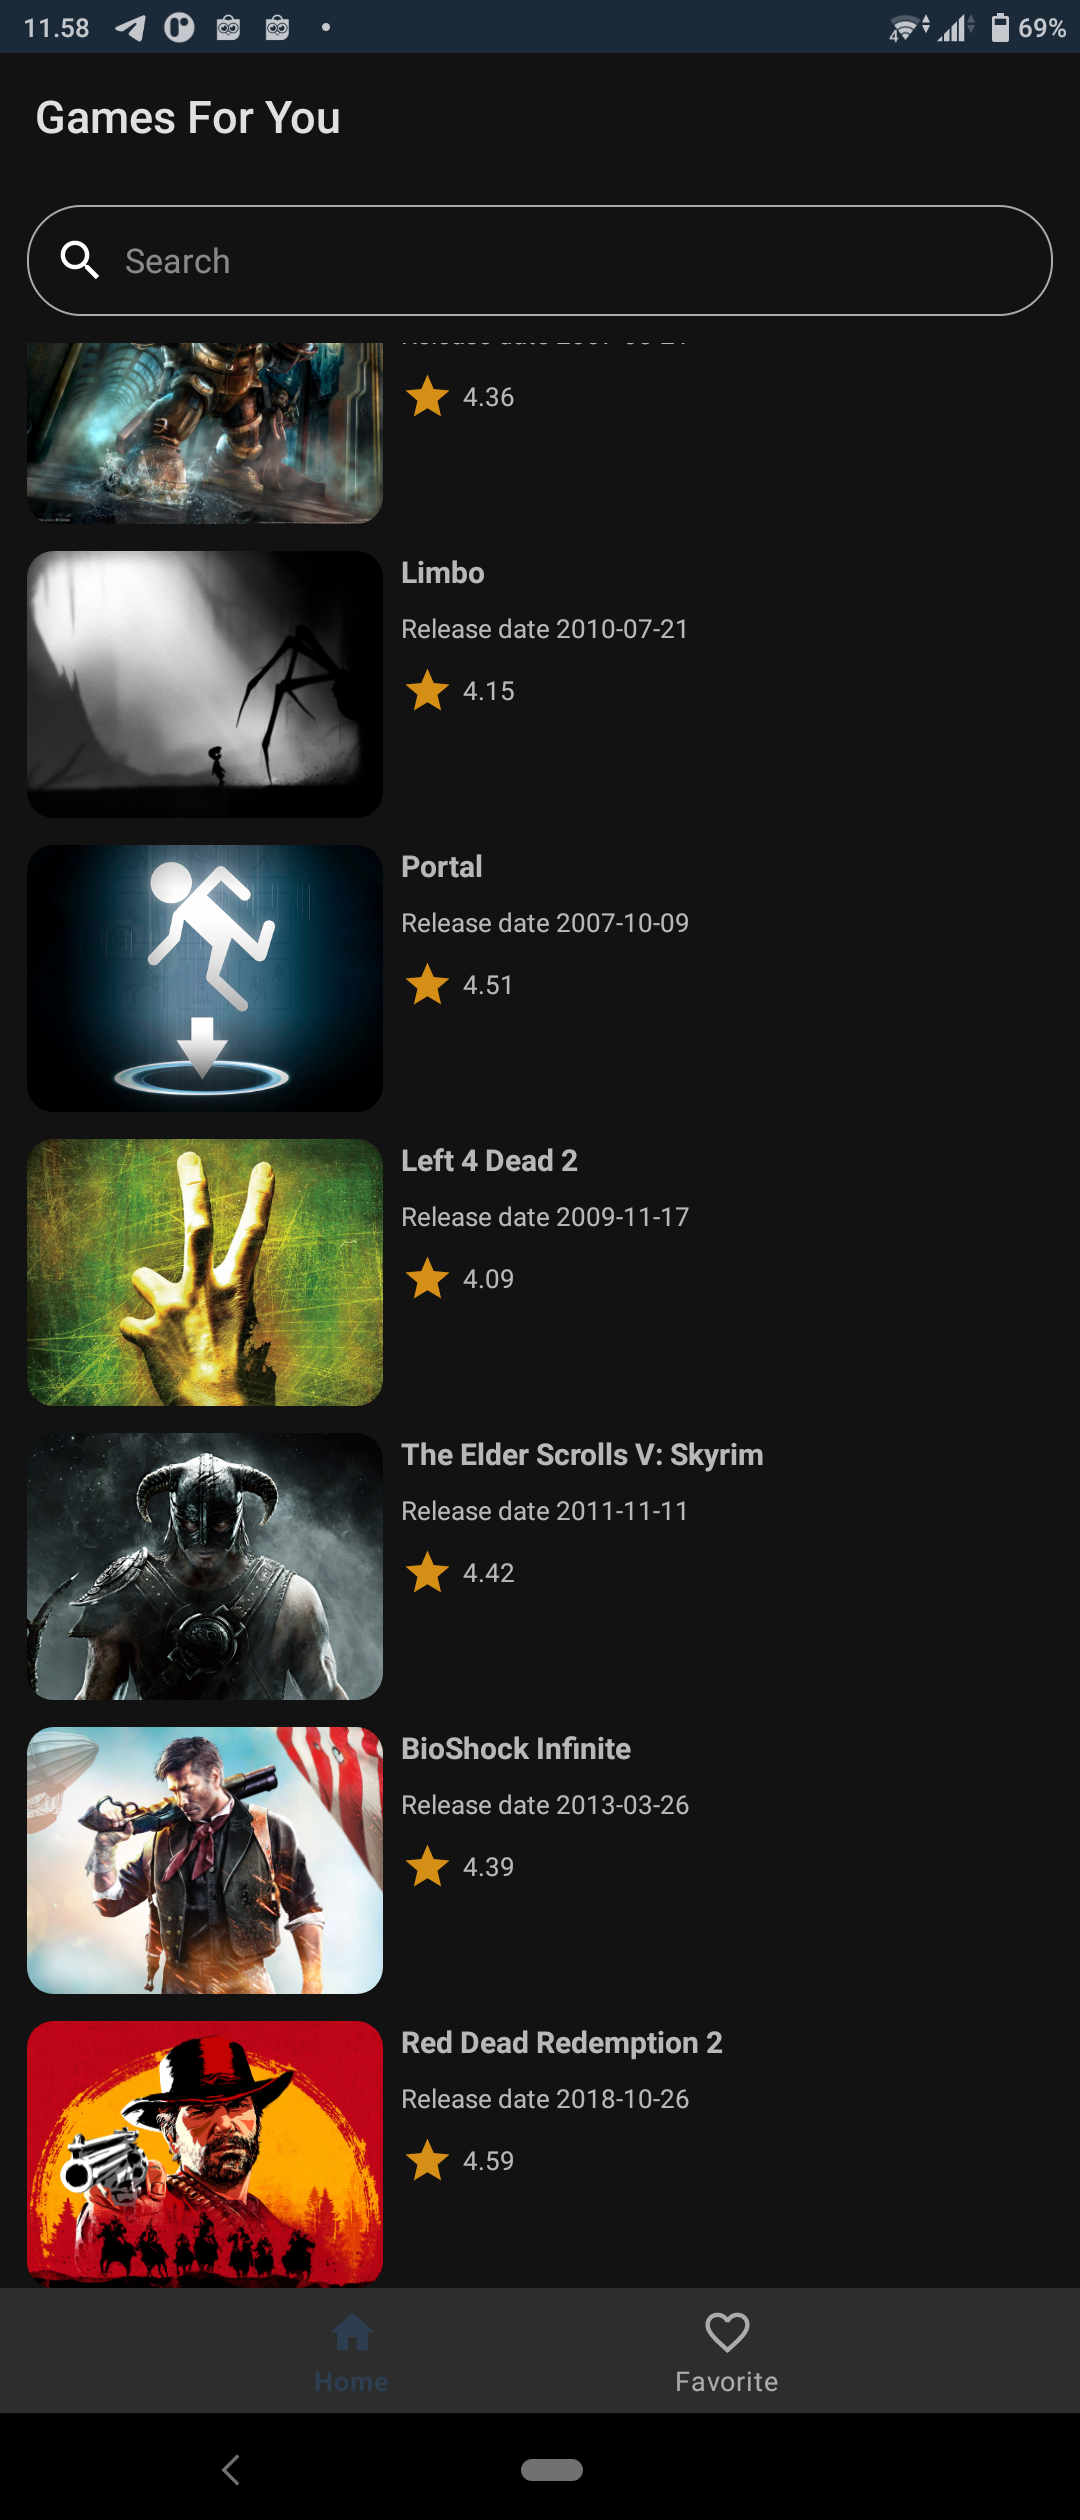 11.58
4
69%
Games For You
Search
4.36
Limbo
Release date 2010-07-21
4.15
Portal
Release date 2007-10-09
4.51
Left 4 Dead 2
Release date 2009-11-17
4.09
The Elder Scrolls V: Skyrim
Release date 2011-11-11
4.42
BioShock Infinite
Release date 2013-03-26
4.39
Red Dead Redemption 2
Release date 2018-10-26
4.59
Home
Favorite